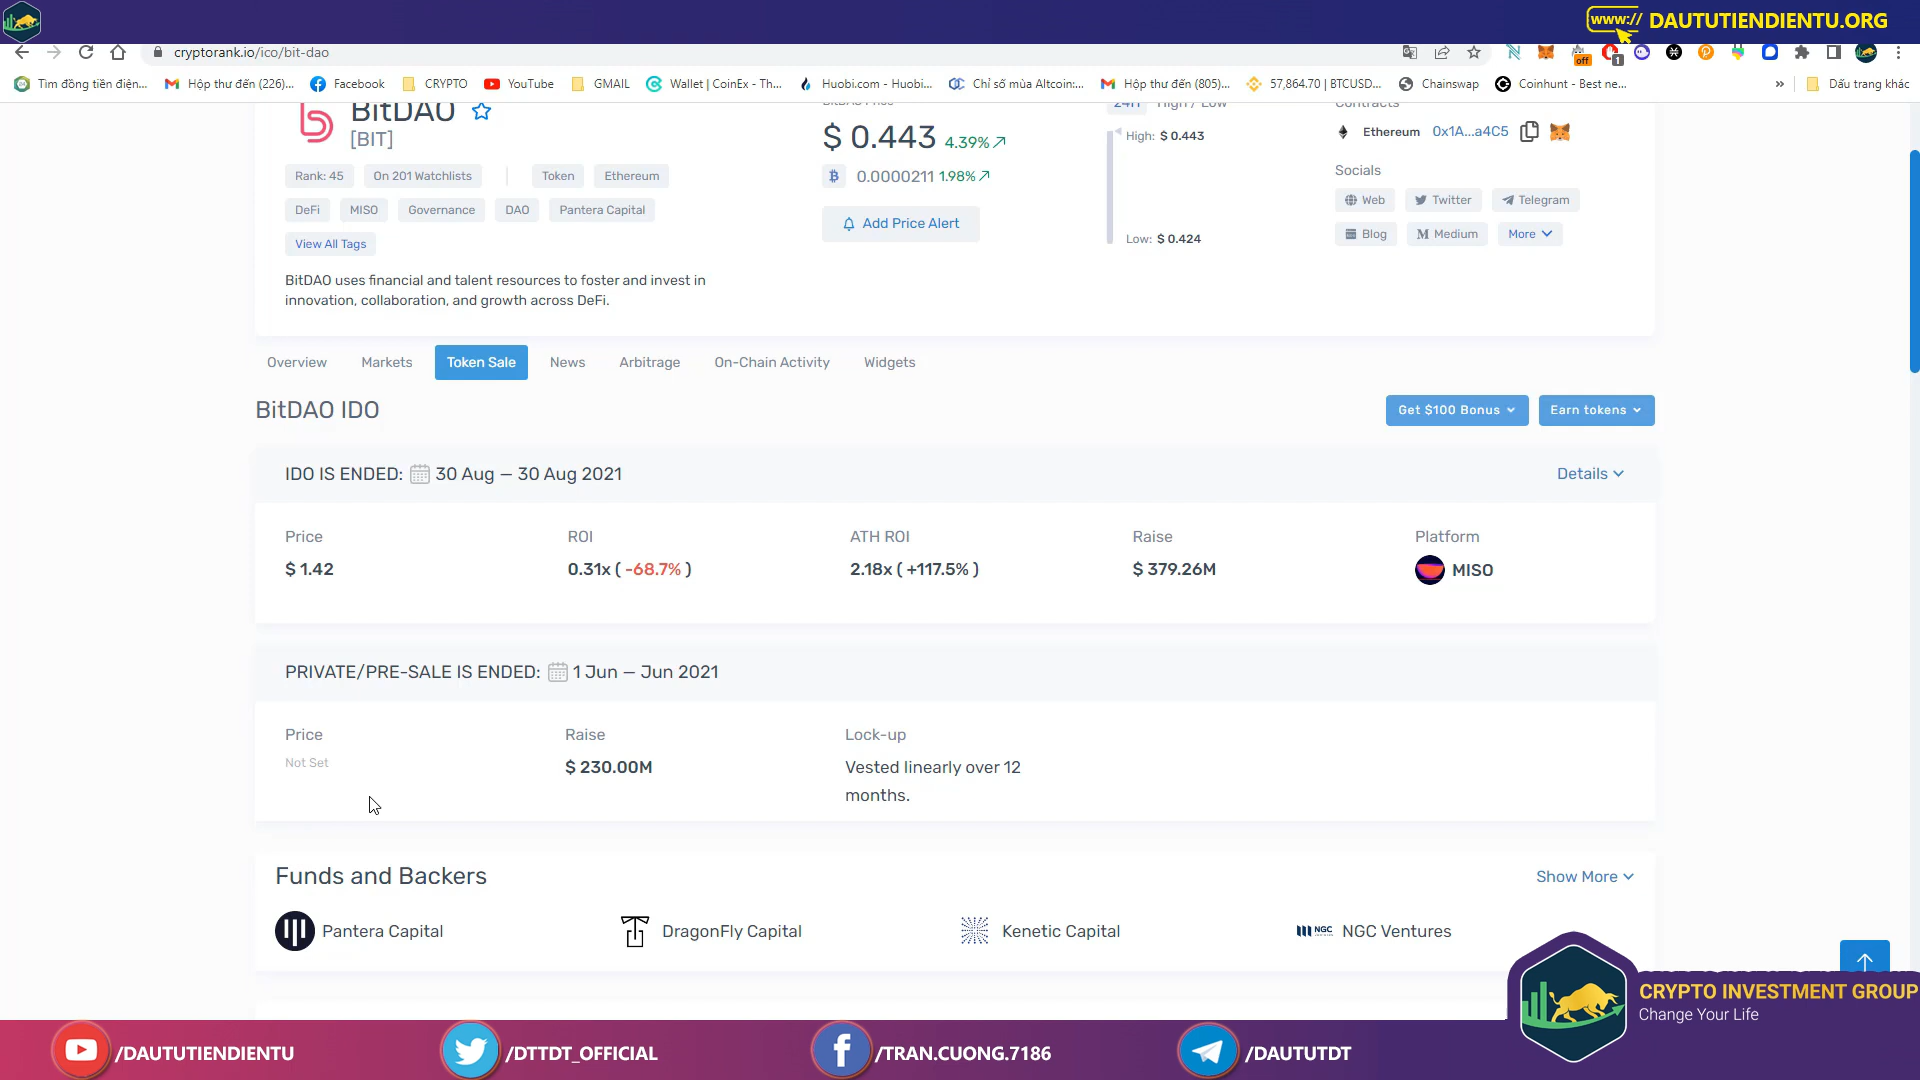 www:// DAUTUTIENDIENTU.ORG
cryptorank.io/ico/bit-dao
off
1
Tìm đồng tiền điện... Hộp thư đến (226)... Facebook CRYPTO YouTube GMAIL Wallet | CoinEx - Th... Huobi.com - Huobi... Chỉ số mùa Altcoin:... Hộp thư đến (805)... 57,864.70 | BTCUSD... Chainswap Coinhunt - Best ne... » Dấu trang khác
BitDAO
[BIT]
Rank: 45 On 201 Watchlists Token Ethereum
DeFi MISO Governance DAO Pantera Capital
View All Tags
BitDAO uses financial and talent resources to foster and invest in
innovation, collaboration, and growth across DeFi.
BitDAO Price
$ 0.443 4.39%
0.0000211 1.98%
Add Price Alert
24H High / Low
High: $ 0.443
Low: $ 0.424
Contracts
Ethereum 0x1A...a4C5
Socials
Web Twitter Telegram
Blog Medium More
Overview Markets Token Sale News Arbitrage On-Chain Activity Widgets
BitDAO IDO
Get $100 Bonus Earn tokens
IDO IS ENDED: 30 Aug — 30 Aug 2021 Details
Price ROI ATH ROI Raise Platform
$ 1.42 0.31x ( -68.7% ) 2.18x ( +117.5% ) $ 379.26M MISO
PRIVATE/PRE-SALE IS ENDED: 1 Jun — Jun 2021
Price Raise Lock-up
Not Set $ 230.00M Vested linearly over 12
months.
Funds and Backers Show More
Pantera Capital DragonFly Capital Kenetic Capital NGC NGC Ventures
CRYPTO INVESTMENT GROUP
Change Your Life
/DAUTUTIENDIENTU /DTTDT_OFFICIAL /TRAN.CUONG.7186 /DAUTUTDT